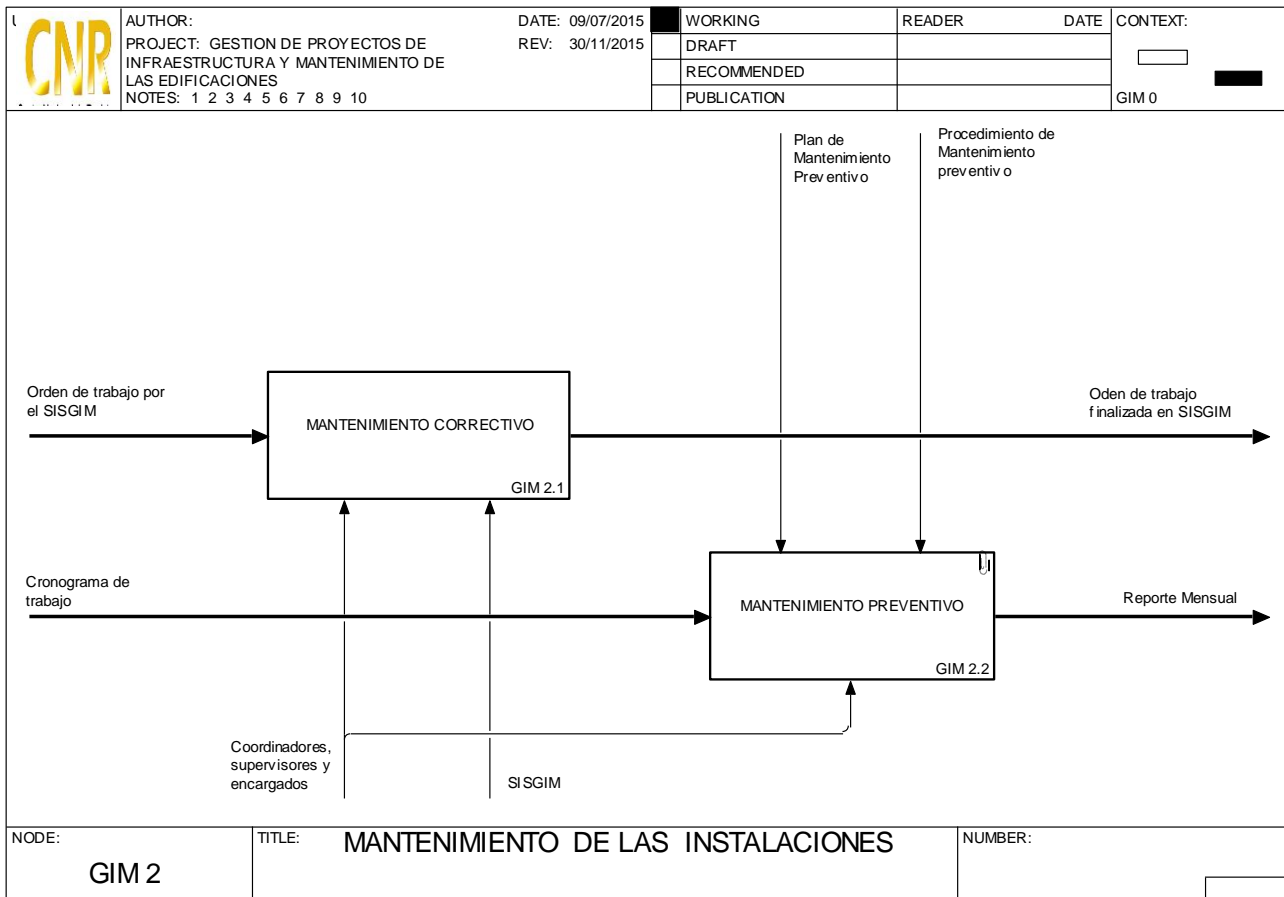 CNR
AUTHOR:
DATE: 09/07/2015
PROJECT: GESTION DE PROYECTOS DE
INFRAESTRUCTURA Y MANTENIMIENTO DE
LAS EDIFICACIONES
REV: 30/11/2015
NOTES: 1 2 3 4 5 6 7 8 9 10
WORKING
DRAFT
RECOMMENDED
PUBLICATION
READER DATE
CONTEXT:
GIM 0
Plan de
Mantenimiento
Preventivo
Procedimiento de
Mantenimiento
preventivo
Orden de trabajo por
el SISGIM
MANTENIMIENTO CORRECTIVO
GIM 2.1
Oden de trabajo
finalizada en SISGIM
Cronograma de
trabajo
MANTENIMIENTO PREVENTIVO
GIM 2.2
Reporte Mensual
Coordinadores,
supervisores y
encargados
SISGIM
NODE:
GIM 2
TITLE: MANTENIMIENTO DE LAS INSTALACIONES
NUMBER: